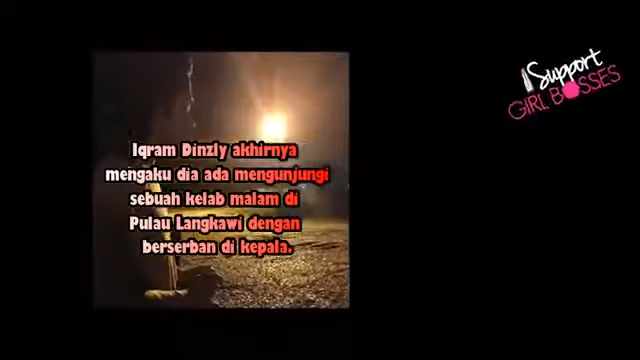 Support
GIRL BOSSES
Iqram Dinzly akhirnya
mengaku dia ada mengunjungi
sebuah kelab malam di
Pulau Langkawi dengan
berserban di kepala.